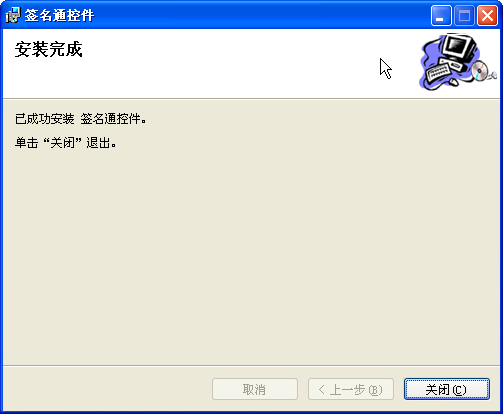 签名通控件
安装完成
已成功安装 签名通控件。
单击“关闭”退出。
取消
< 上一步(B)
关闭(C)